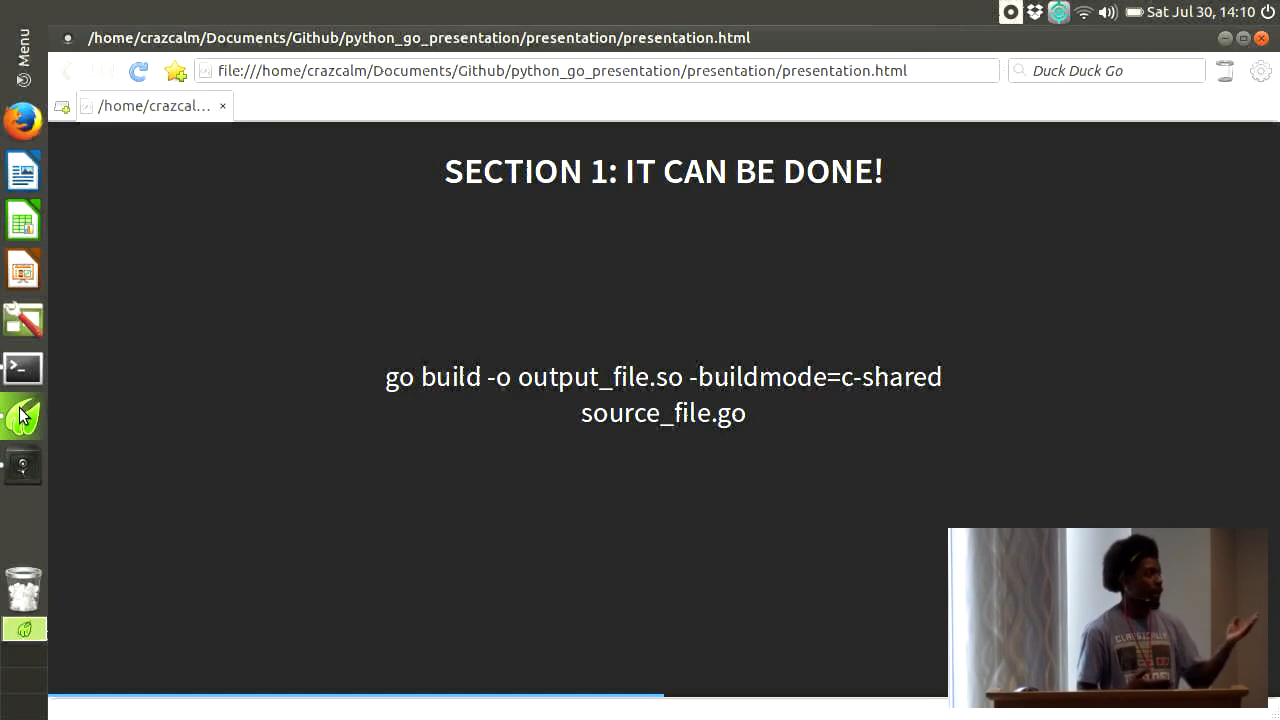 Menu
Sat Jul 30, 14:10
/home/crazcalm/Documents/Github/python_go_presentation/presentation/presentation.html
file:///home/crazcalm/Documents/Github/python_go_presentation/presentation/presentation.html
Duck Duck Go
/home/crazcal...
SECTION 1: IT CAN BE DONE!
go build -o output_file.so -buildmode=c-shared
source_file.go
CLASSICALLY